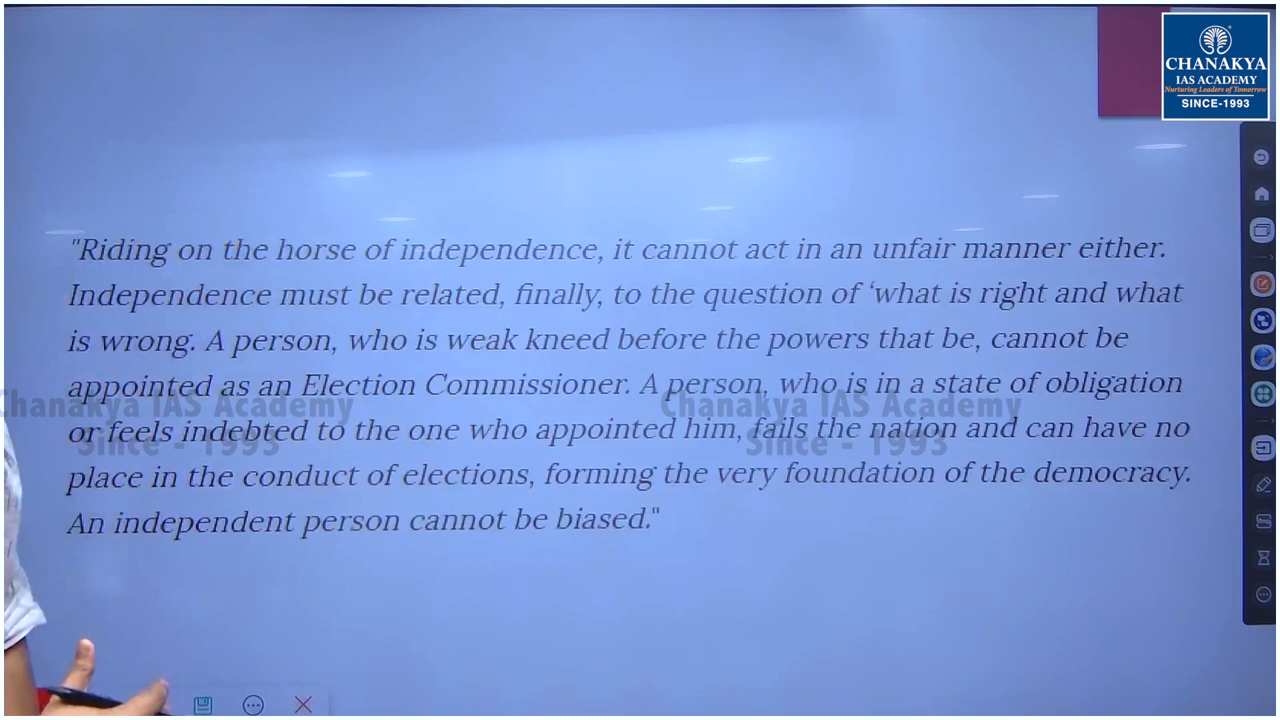 CHANAKYA
IAS ACADEMY
Nurturing Leaders of Tomorrow
SINCE-1993
"Riding on the horse of independence, it cannot act in an unfair manner either.
Independence must be related, finally, to the question of ‘what is right and what
is wrong. A person, who is weak kneed before the powers that be, cannot be
appointed as an Election Commissioner. A person, who is in a state of obligation
or feels indebted to the one who appointed him, fails the nation and can have no
place in the conduct of elections, forming the very foundation of the democracy.
An independent person cannot be biased."
Chanakya IAS Academy
Since - 1993
Chanakya IAS Academy
Since - 1993